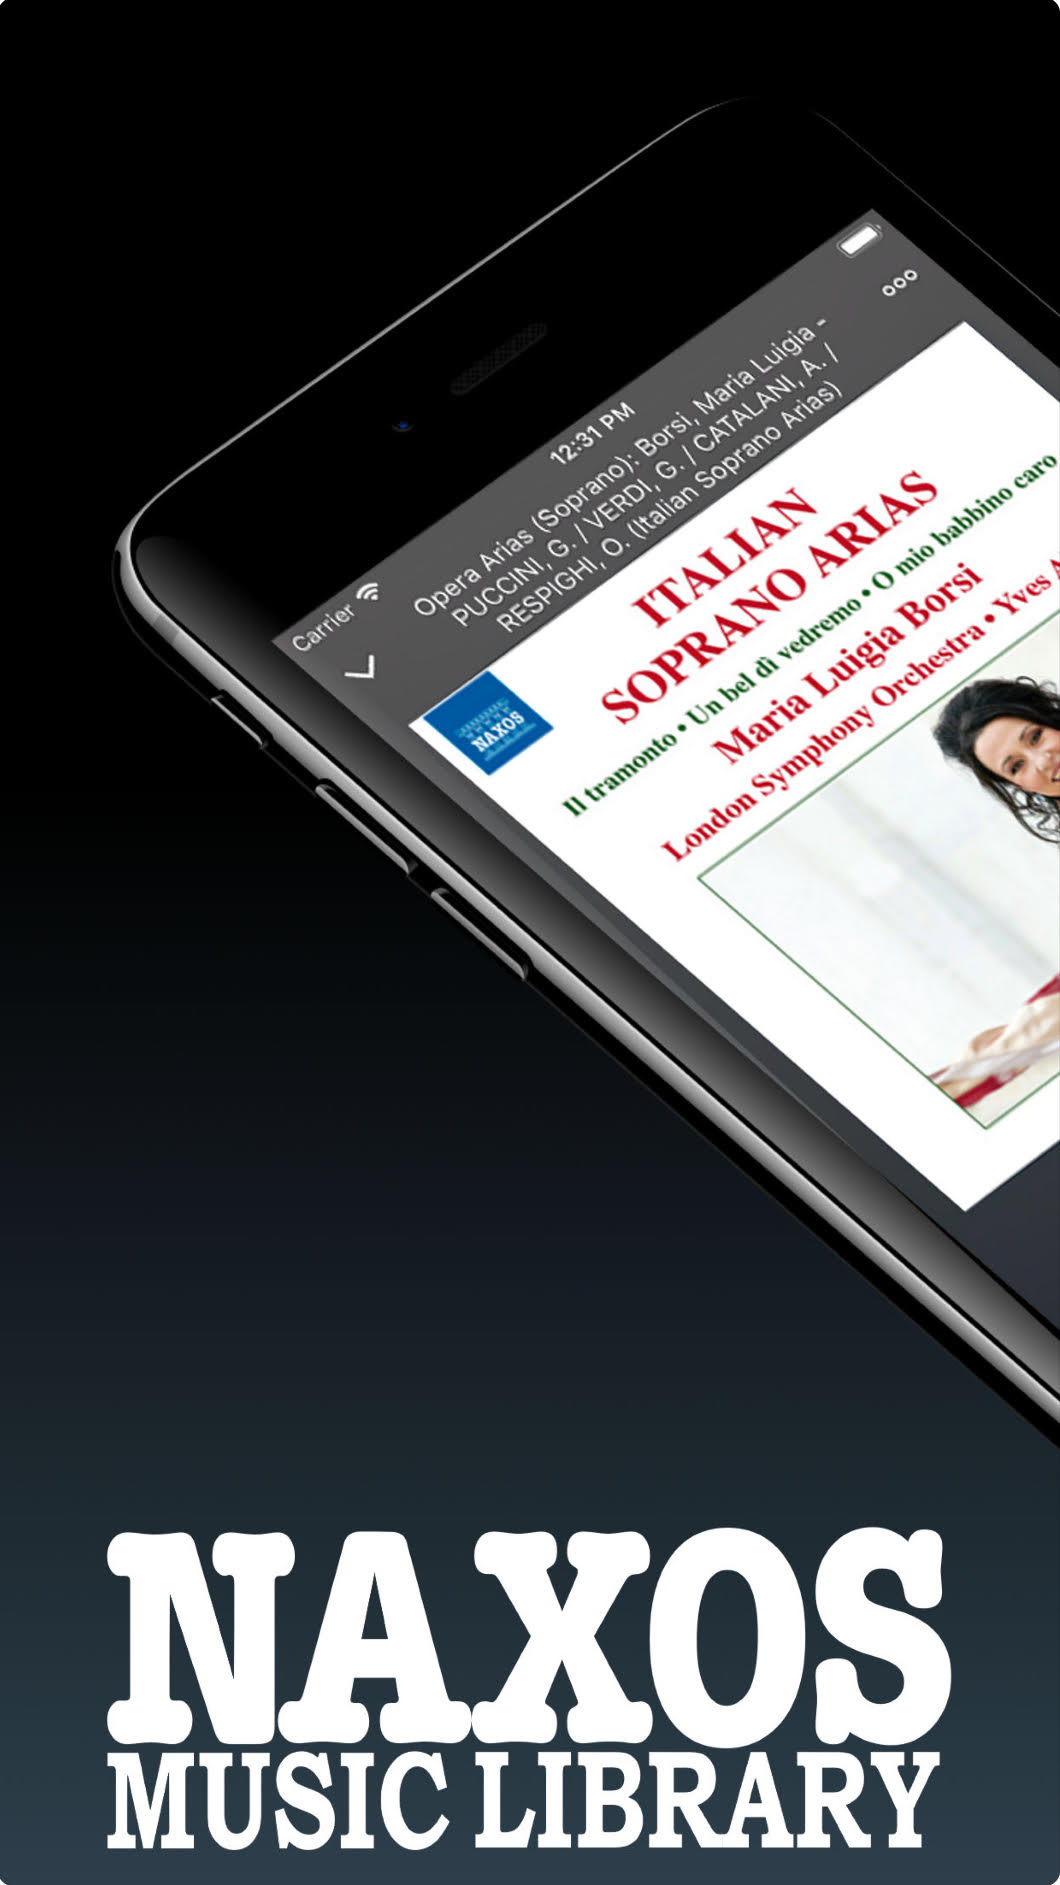 12:31 PM
Carrier
Opera Arias (Soprano): Borsi, Maria Luigia -
PUCCINI, G. / VERDI, G. / CATALANI, A. /
RESPIGHI, O. (Italian Soprano Arias)
NAXOS
ITALIAN
SOPRANO ARIAS
Il tramonto • Un bel dì vedremo • O mio babbino caro
Maria Luigia Borsi
London Symphony Orchestra • Yves A
NAXOS
MUSIC LIBRARY